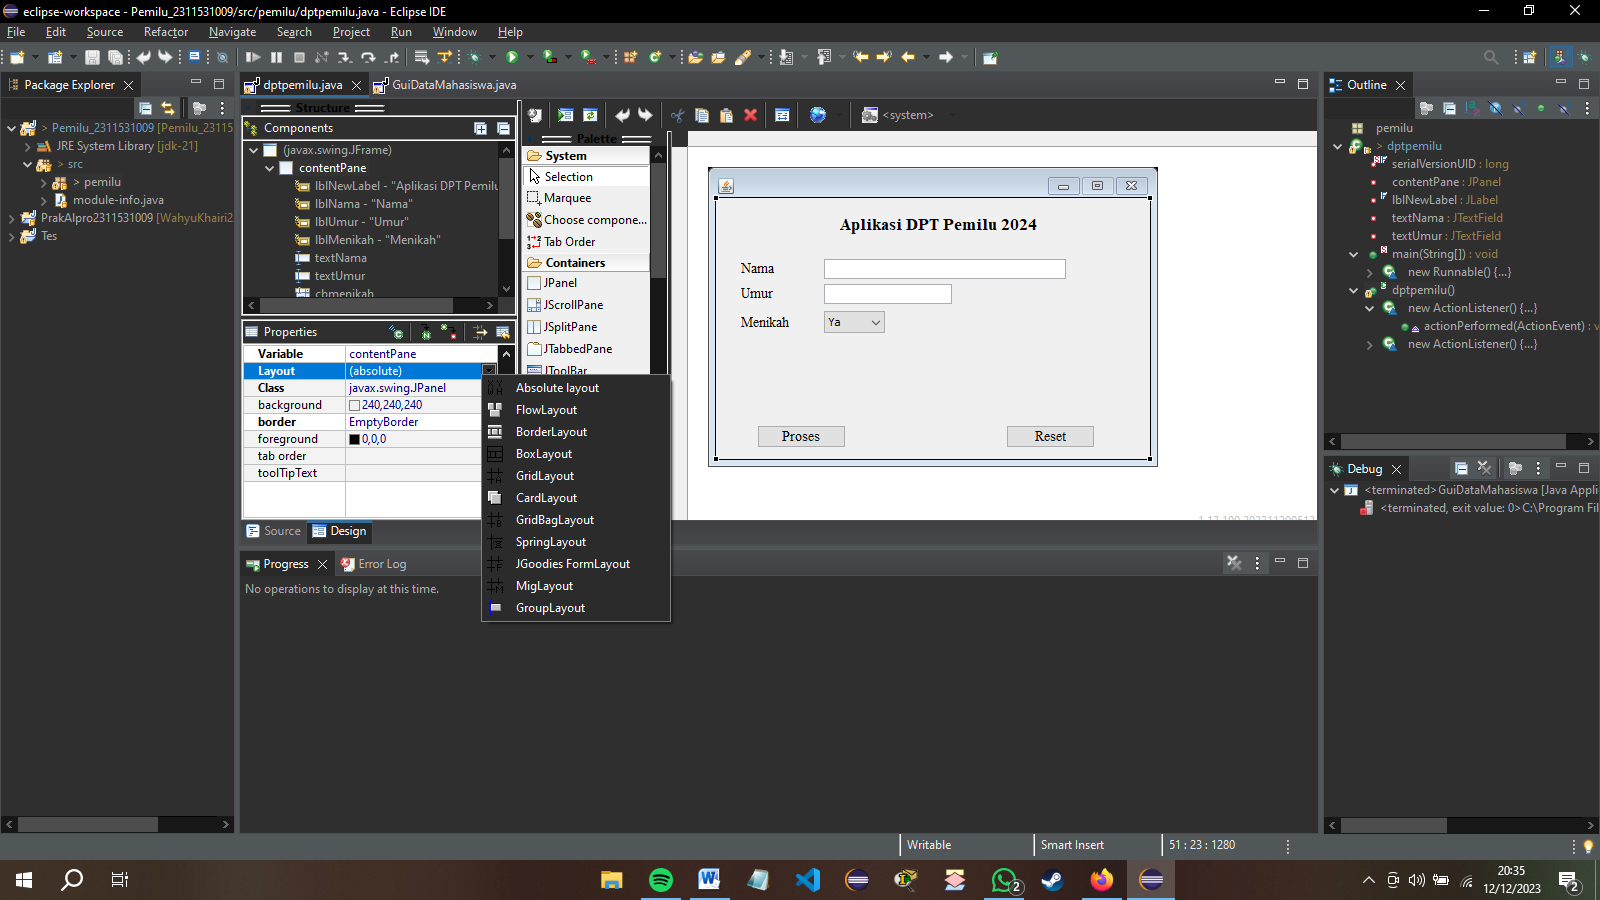 eclipse-workspace - Pemilu_2311531009/src/pemilu/dptpemilu.java - Eclipse IDE
File Edit Source Refactor Navigate Search Project Run Window Help
Package Explorer
> Pemilu_2311531009 [Pemilu_23115
JRE System Library [jdk-21]
> src
> pemilu
module-info.java
PrakAlpro2311531009 [WahyuKhairi2
Tes
dptpemilu.java
GuiDataMahasiswa.java
Structure
Components
(javax.swing.JFrame)
contentPane
lblNewLabel - "Aplikasi DPT Pemilu
lblNama - "Nama"
lblUmur - "Umur"
lblMenikah - "Menikah"
textNama
textUmur
cbmenikah
Properties
Variable contentPane
Layout (absolute)
Class javax.swing.JPanel
background 240,240,240
border EmptyBorder
foreground 0,0,0
tab order
toolTipText
Source Design
<system>
Palette
System
Selection
Marquee
Choose compone...
Tab Order
Containers
JPanel
JScrollPane
JSplitPane
JTabbedPane
JToolBar
Absolute layout
FlowLayout
BorderLayout
BoxLayout
GridLayout
CardLayout
GridBagLayout
SpringLayout
JGoodies FormLayout
MigLayout
GroupLayout
Aplikasi DPT Pemilu 2024
Nama
Umur
Menikah Ya
Proses Reset
Progress Error Log
No operations to display at this time.
Outline
pemilu
> dptpemilu
serialVersionUID : long
contentPane : JPanel
lblNewLabel : JLabel
textNama : JTextField
textUmur : JTextField
main(String[]) : void
new Runnable() {...}
dptpemilu()
new ActionListener() {...}
actionPerformed(ActionEvent) : v
new ActionListener() {...}
Debug
<terminated>GuiDataMahasiswa [Java Appli
<terminated, exit value: 0>C:\Program Fil
Writable Smart Insert 51 : 23 : 1280
2
20:35
12/12/2023
2